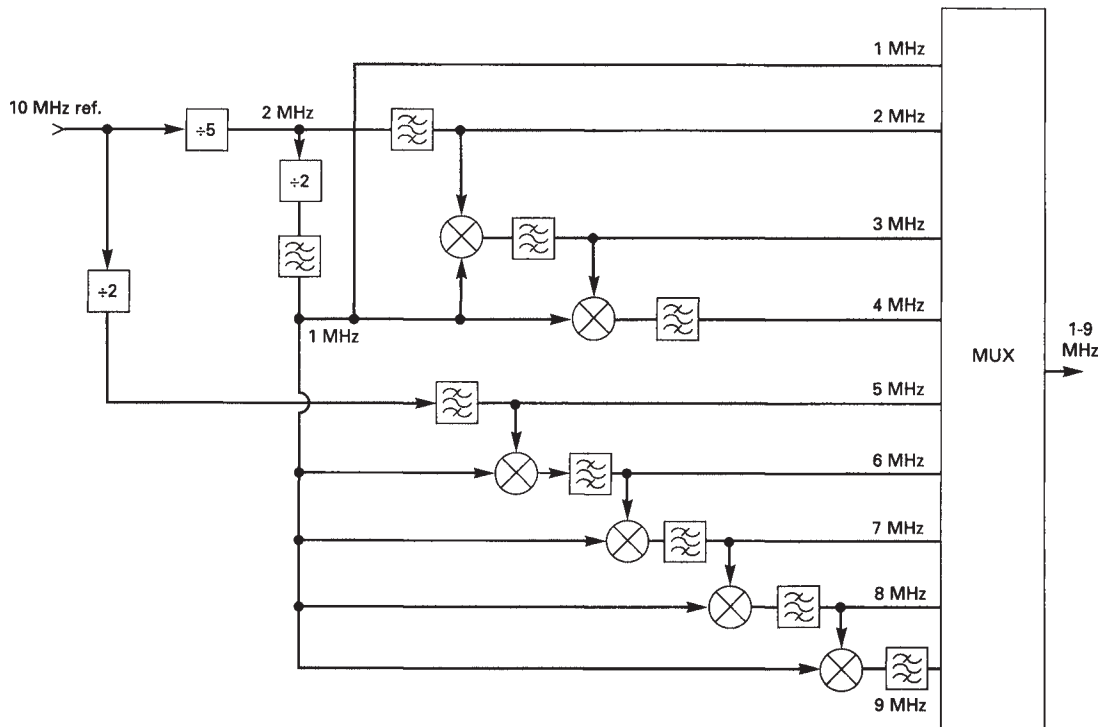 1 MHz
10 MHz ref.
÷5
2 MHz
2 MHz
÷2
3 MHz
÷2
4 MHz
1 MHz
MUX
1-9
MHz
5 MHz
6 MHz
7 MHz
8 MHz
9 MHz